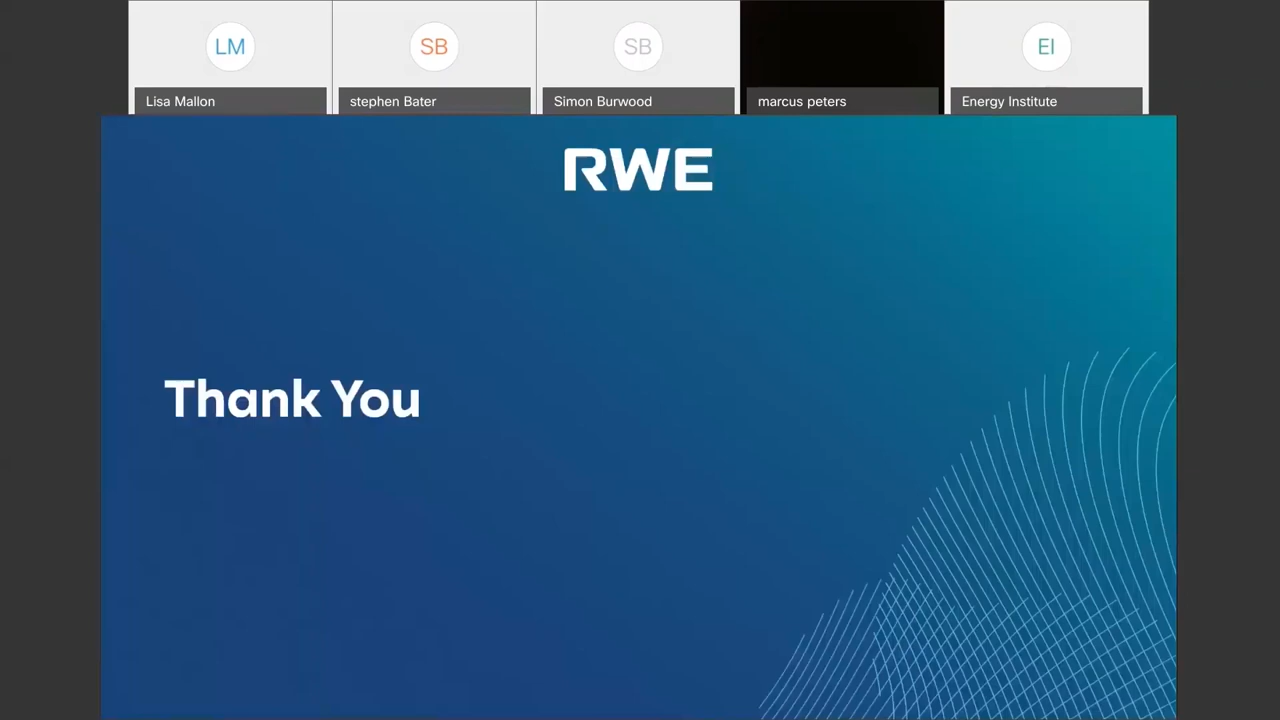 LM
SB
SB
EI
Lisa Mallon
stephen Bater
Simon Burwood
marcus peters
Energy Institute
RWE
Thank You